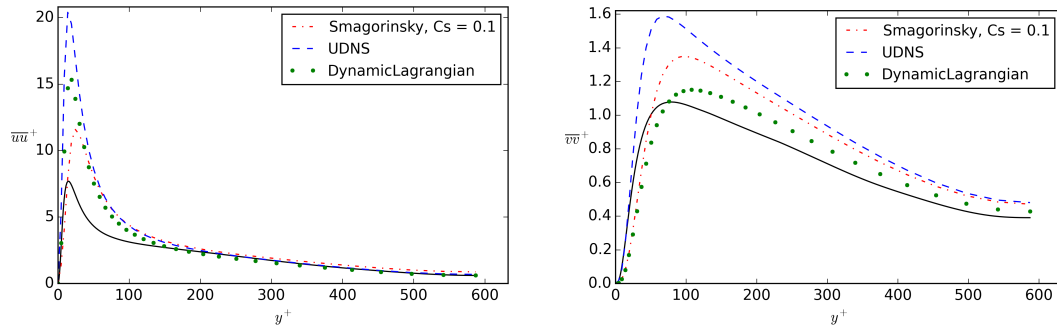 Smagorinsky, Cs = 0.1
UDNS
DynamicLagrangian
20
15
10
5
0
0 100 200 300 400 500 600
$\overline{uu}^+$
$y^+$
Smagorinsky, Cs = 0.1
UDNS
DynamicLagrangian
1.6
1.4
1.2
1.0
0.8
0.6
0.4
0.2
0.0
0 100 200 300 400 500 600
$\overline{vv}^+$
$y^+$